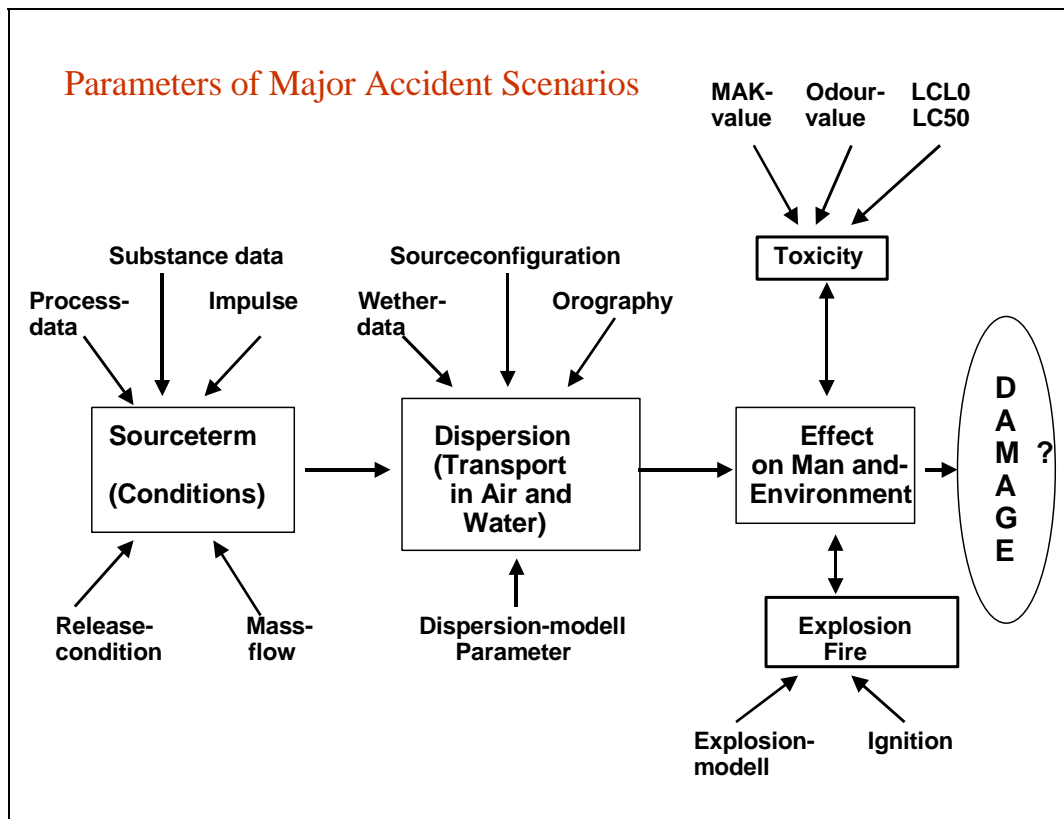 Parameters of Major Accident Scenarios
MAK-
value
Odour-
value
LCL0
LC50
Toxicity
Substance data
Process-
data
Impulse
Sourceterm
(Conditions)
Release-
condition
Mass-
flow
Sourceconfiguration
Wether-
data
Orography
Dispersion
(Transport
in Air and
Water)
Dispersion-modell
Parameter
Effect
on Man and-
Environment
Explosion
Fire
Explosion-
modell
Ignition
D
A
M ?
A
G
E